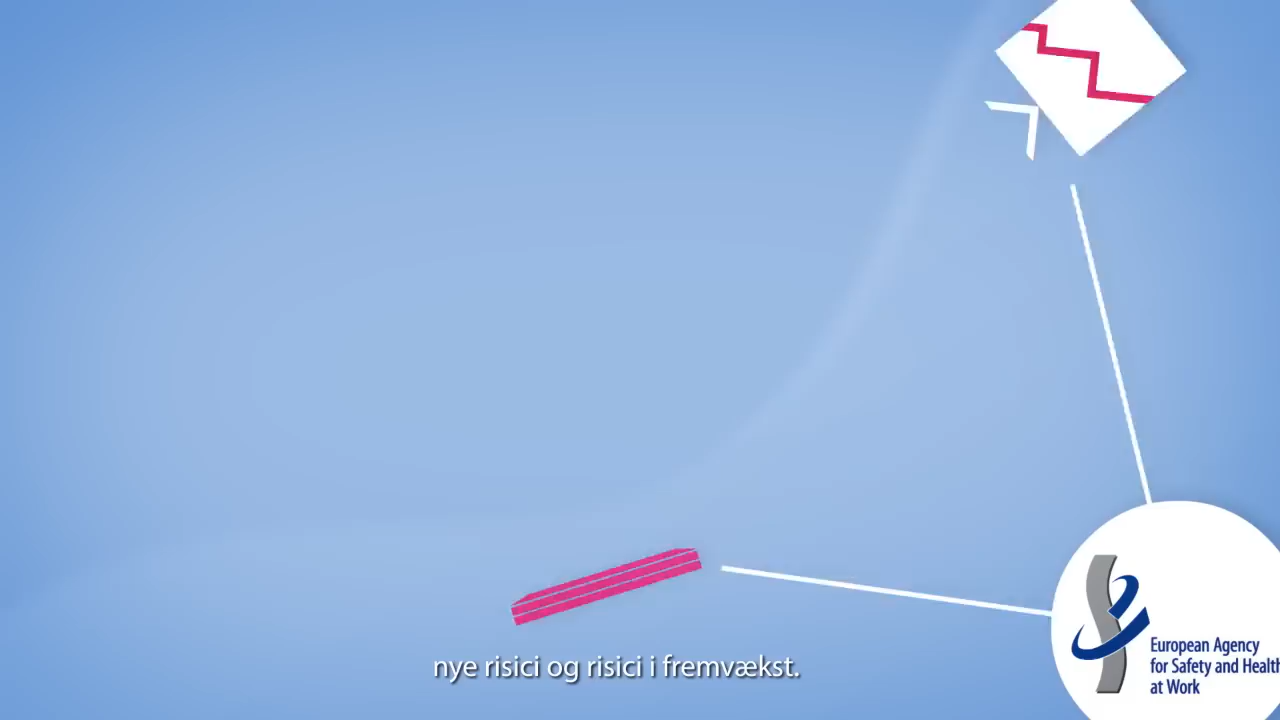 nye risici og risici i fremvækst.
European Agency
for Safety and Health
at Work